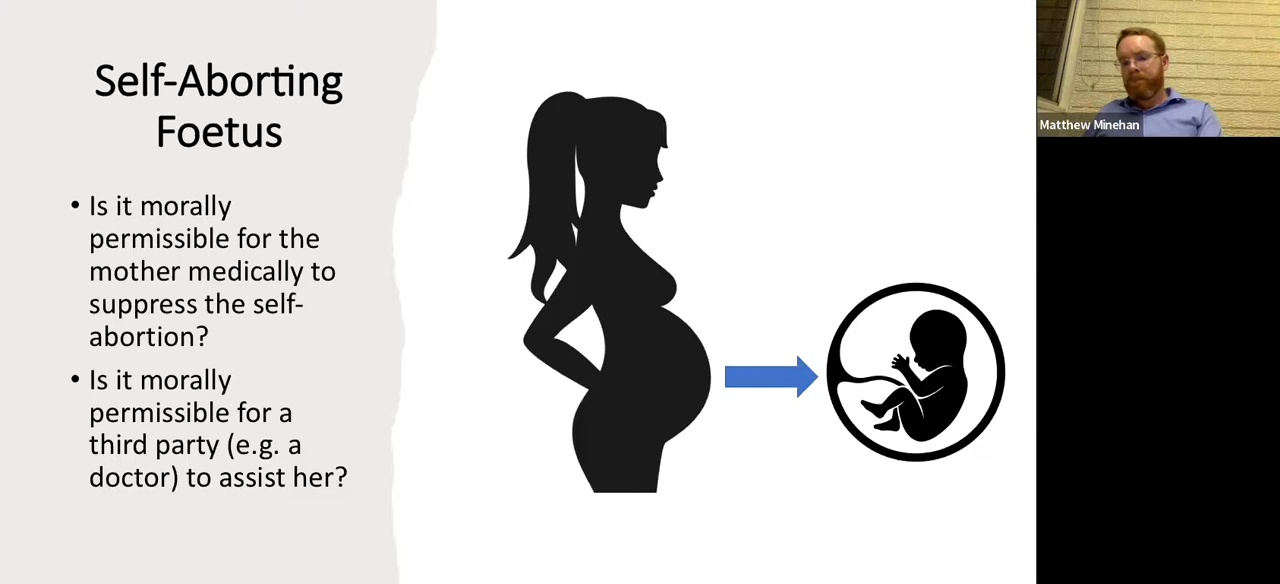 Self-Aborting
Foetus
• Is it morally
permissible for the
mother medically to
suppress the self-
abortion?
• Is it morally
permissible for a
third party (e.g. a
doctor) to assist her?
Matthew Minehan